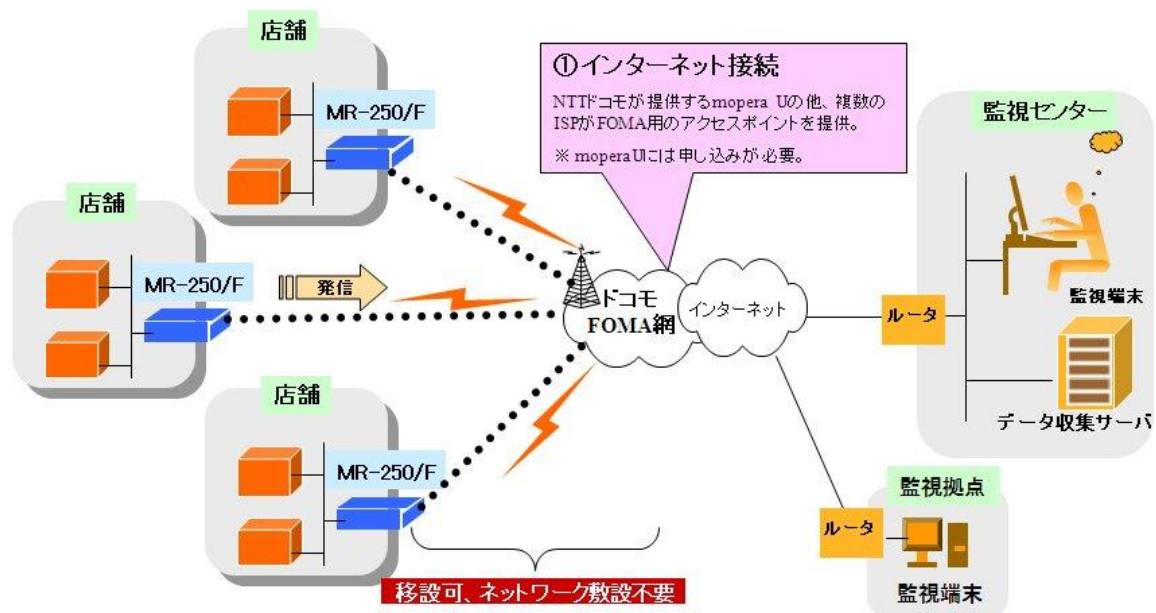 店舗
MR-250/F
店舗
MR-250/F
発信
店舗
MR-250/F
移設可、ネットワーク敷設不要
①インターネット接続
NTTドコモが提供するmopera Uの他、複数の
ISPがFOMA用のアクセスポイントを提供。
※ moperaUには申し込みが必要。
ドコモ
FOMA網
インターネット
監視センター
ルータ
監視端末
データ収集サーバ
監視拠点
ルータ
監視端末